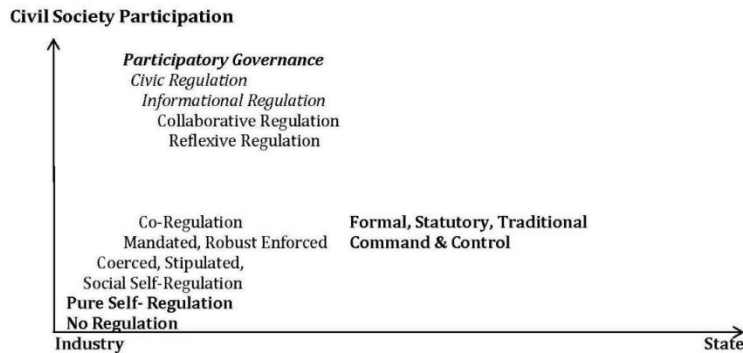 Civil Society Participation
Participatory Governance
Civic Regulation
Informational Regulation
Collaborative Regulation
Reflexive Regulation
Co-Regulation
Formal, Statutory, Traditional
Mandated, Robust Enforced
Command & Control
Coerced, Stipulated,
Social Self-Regulation
Pure Self- Regulation
No Regulation
Industry
State